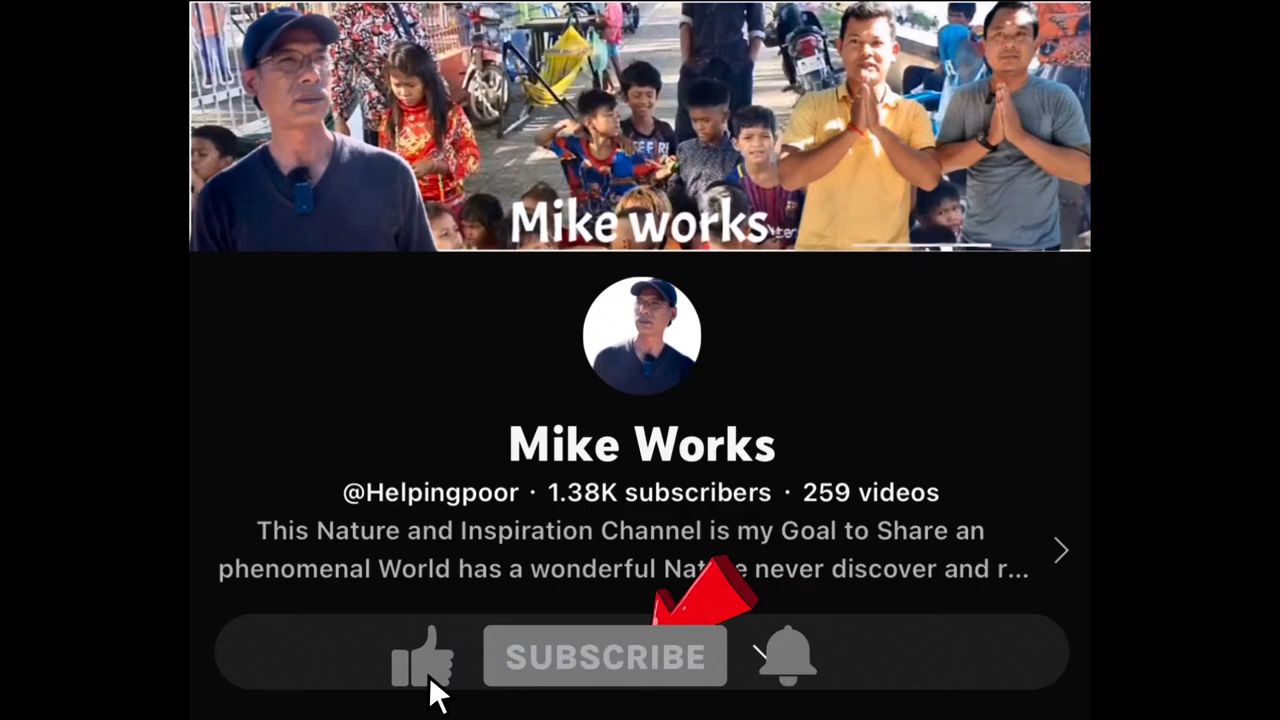 Mike works
Mike Works
@Helpingpoor · 1.38K subscribers · 259 videos
This Nature and Inspiration Channel is my Goal to Share an
phenomenal World has a wonderful Nature never discover and r...
SUBSCRIBE